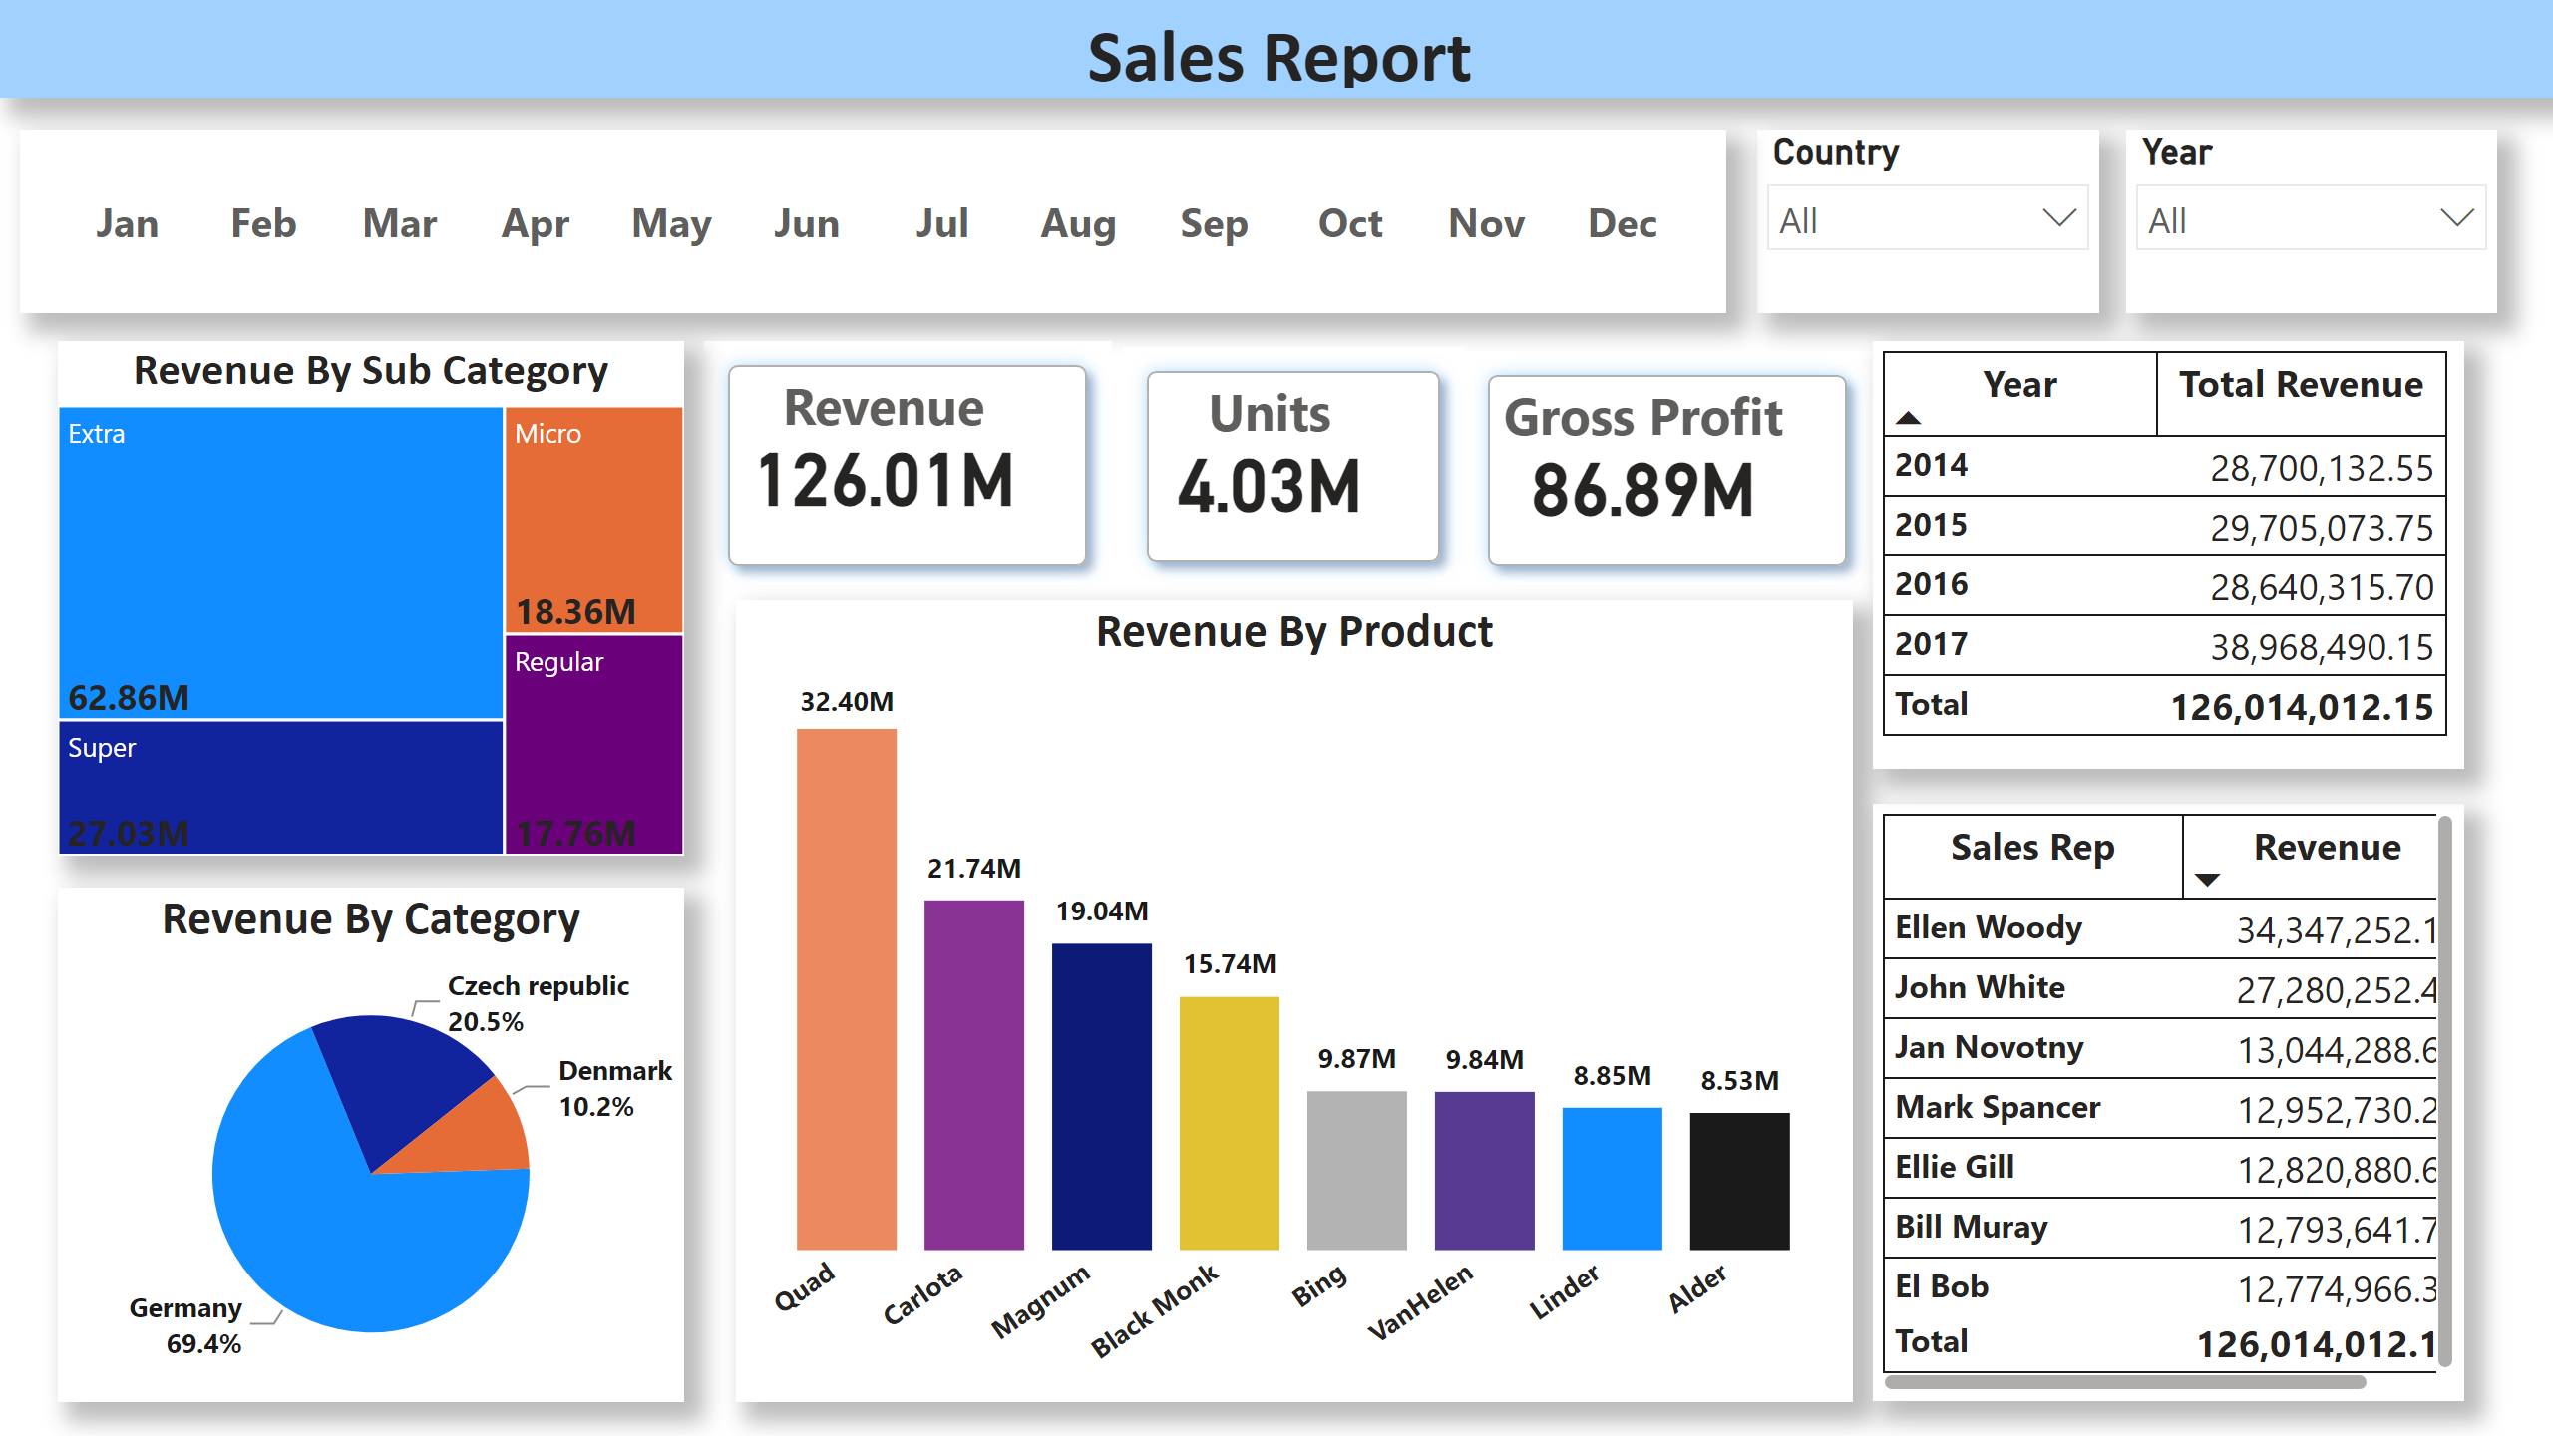 Sales Report
Jan Feb Mar Apr May Jun Jul Aug Sep Oct Nov Dec
Country
All
Year
All
Revenue By Sub Category
Extra
62.86M
Micro
18.36M
Super
27.03M
Regular
17.76M
Revenue
126.01M
Units
4.03M
Gross Profit
86.89M
Year Total Revenue
2014 28,700,132.55
2015 29,705,073.75
2016 28,640,315.70
2017 38,968,490.15
Total 126,014,012.15
Revenue By Category
Czech republic
20.5%
Denmark
10.2%
Germany
69.4%
Revenue By Product
32.40M
21.74M
19.04M
15.74M
9.87M
9.84M
8.85M
8.53M
Quad
Carlota
Magnum
Black Monk
Bing
VanHelen
Linder
Alder
Sales Rep Revenue
Ellen Woody 34,347,252.1
John White 27,280,252.4
Jan Novotny 13,044,288.6
Mark Spancer 12,952,730.2
Ellie Gill 12,820,880.6
Bill Muray 12,793,641.7
El Bob 12,774,966.3
Total 126,014,012.1